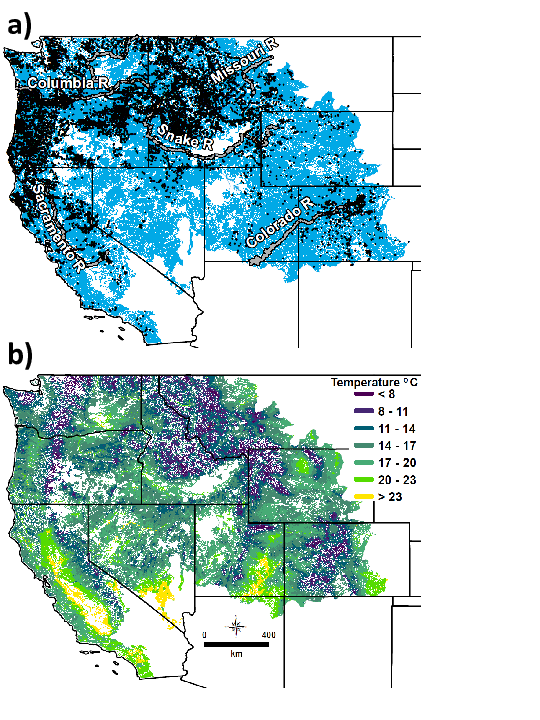 a)
Missouri R
Columbia R
Snake R
Sacramento R
Colorado R
b)
Temperature ºC
< 8
8 - 11
11 - 14
14 - 17
17 - 20
20 - 23
> 23
0 400
km